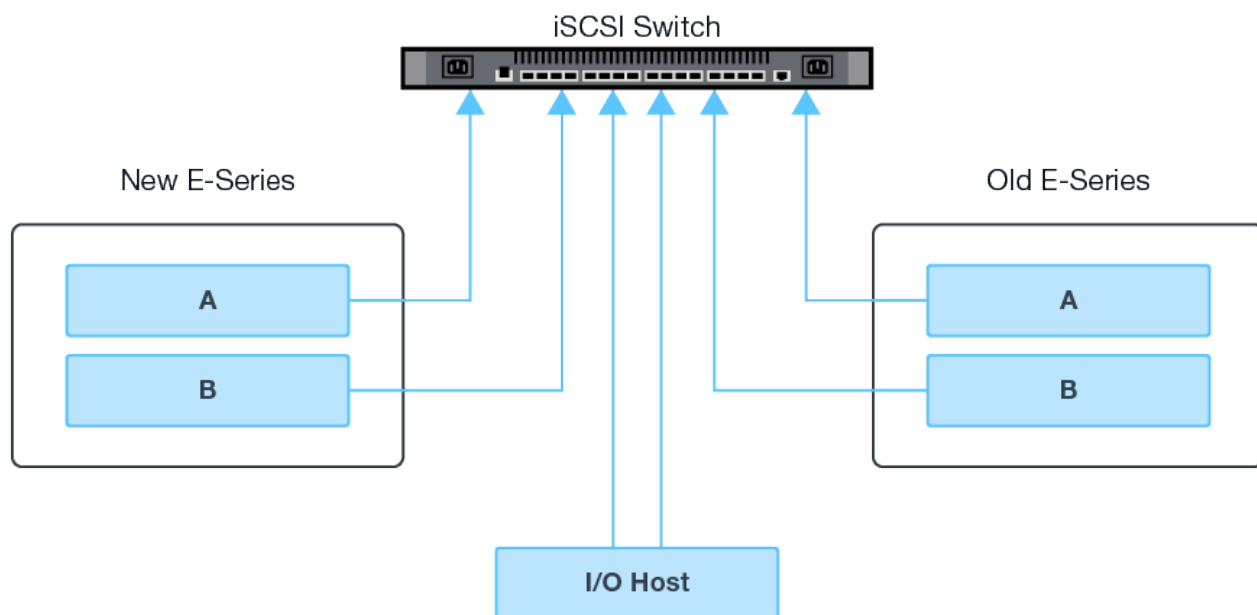 iSCSI Switch
New E-Series
Old E-Series
A
A
B
B
I/O Host